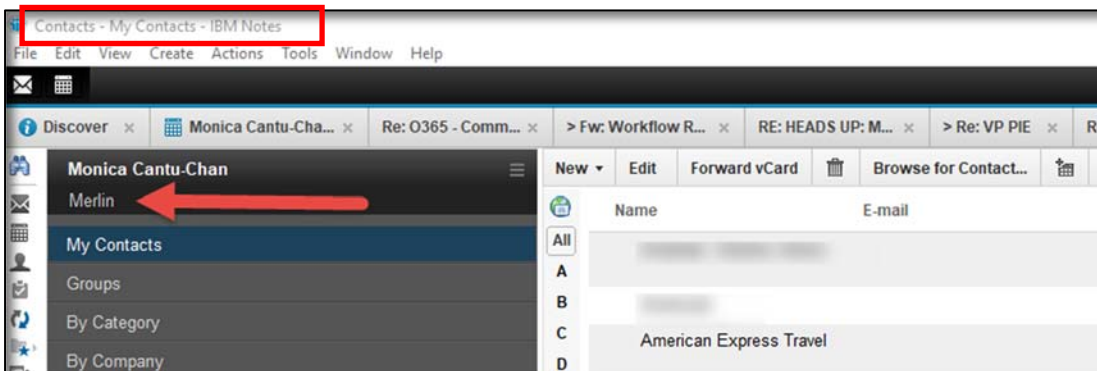 Contacts - My Contacts - IBM Notes
File Edit View Create Actions Tools Window Help
Discover Monica Cantu-Cha... Re: O365 - Comm... > Fw: Workflow R... RE: HEADS UP: M... > Re: VP PIE R
Monica Cantu-Chan
Merlin
New Edit Forward vCard Browse for Contact...
Name E-mail
My Contacts
All
A
Groups
B
By Category
C
American Express Travel
By Company
D